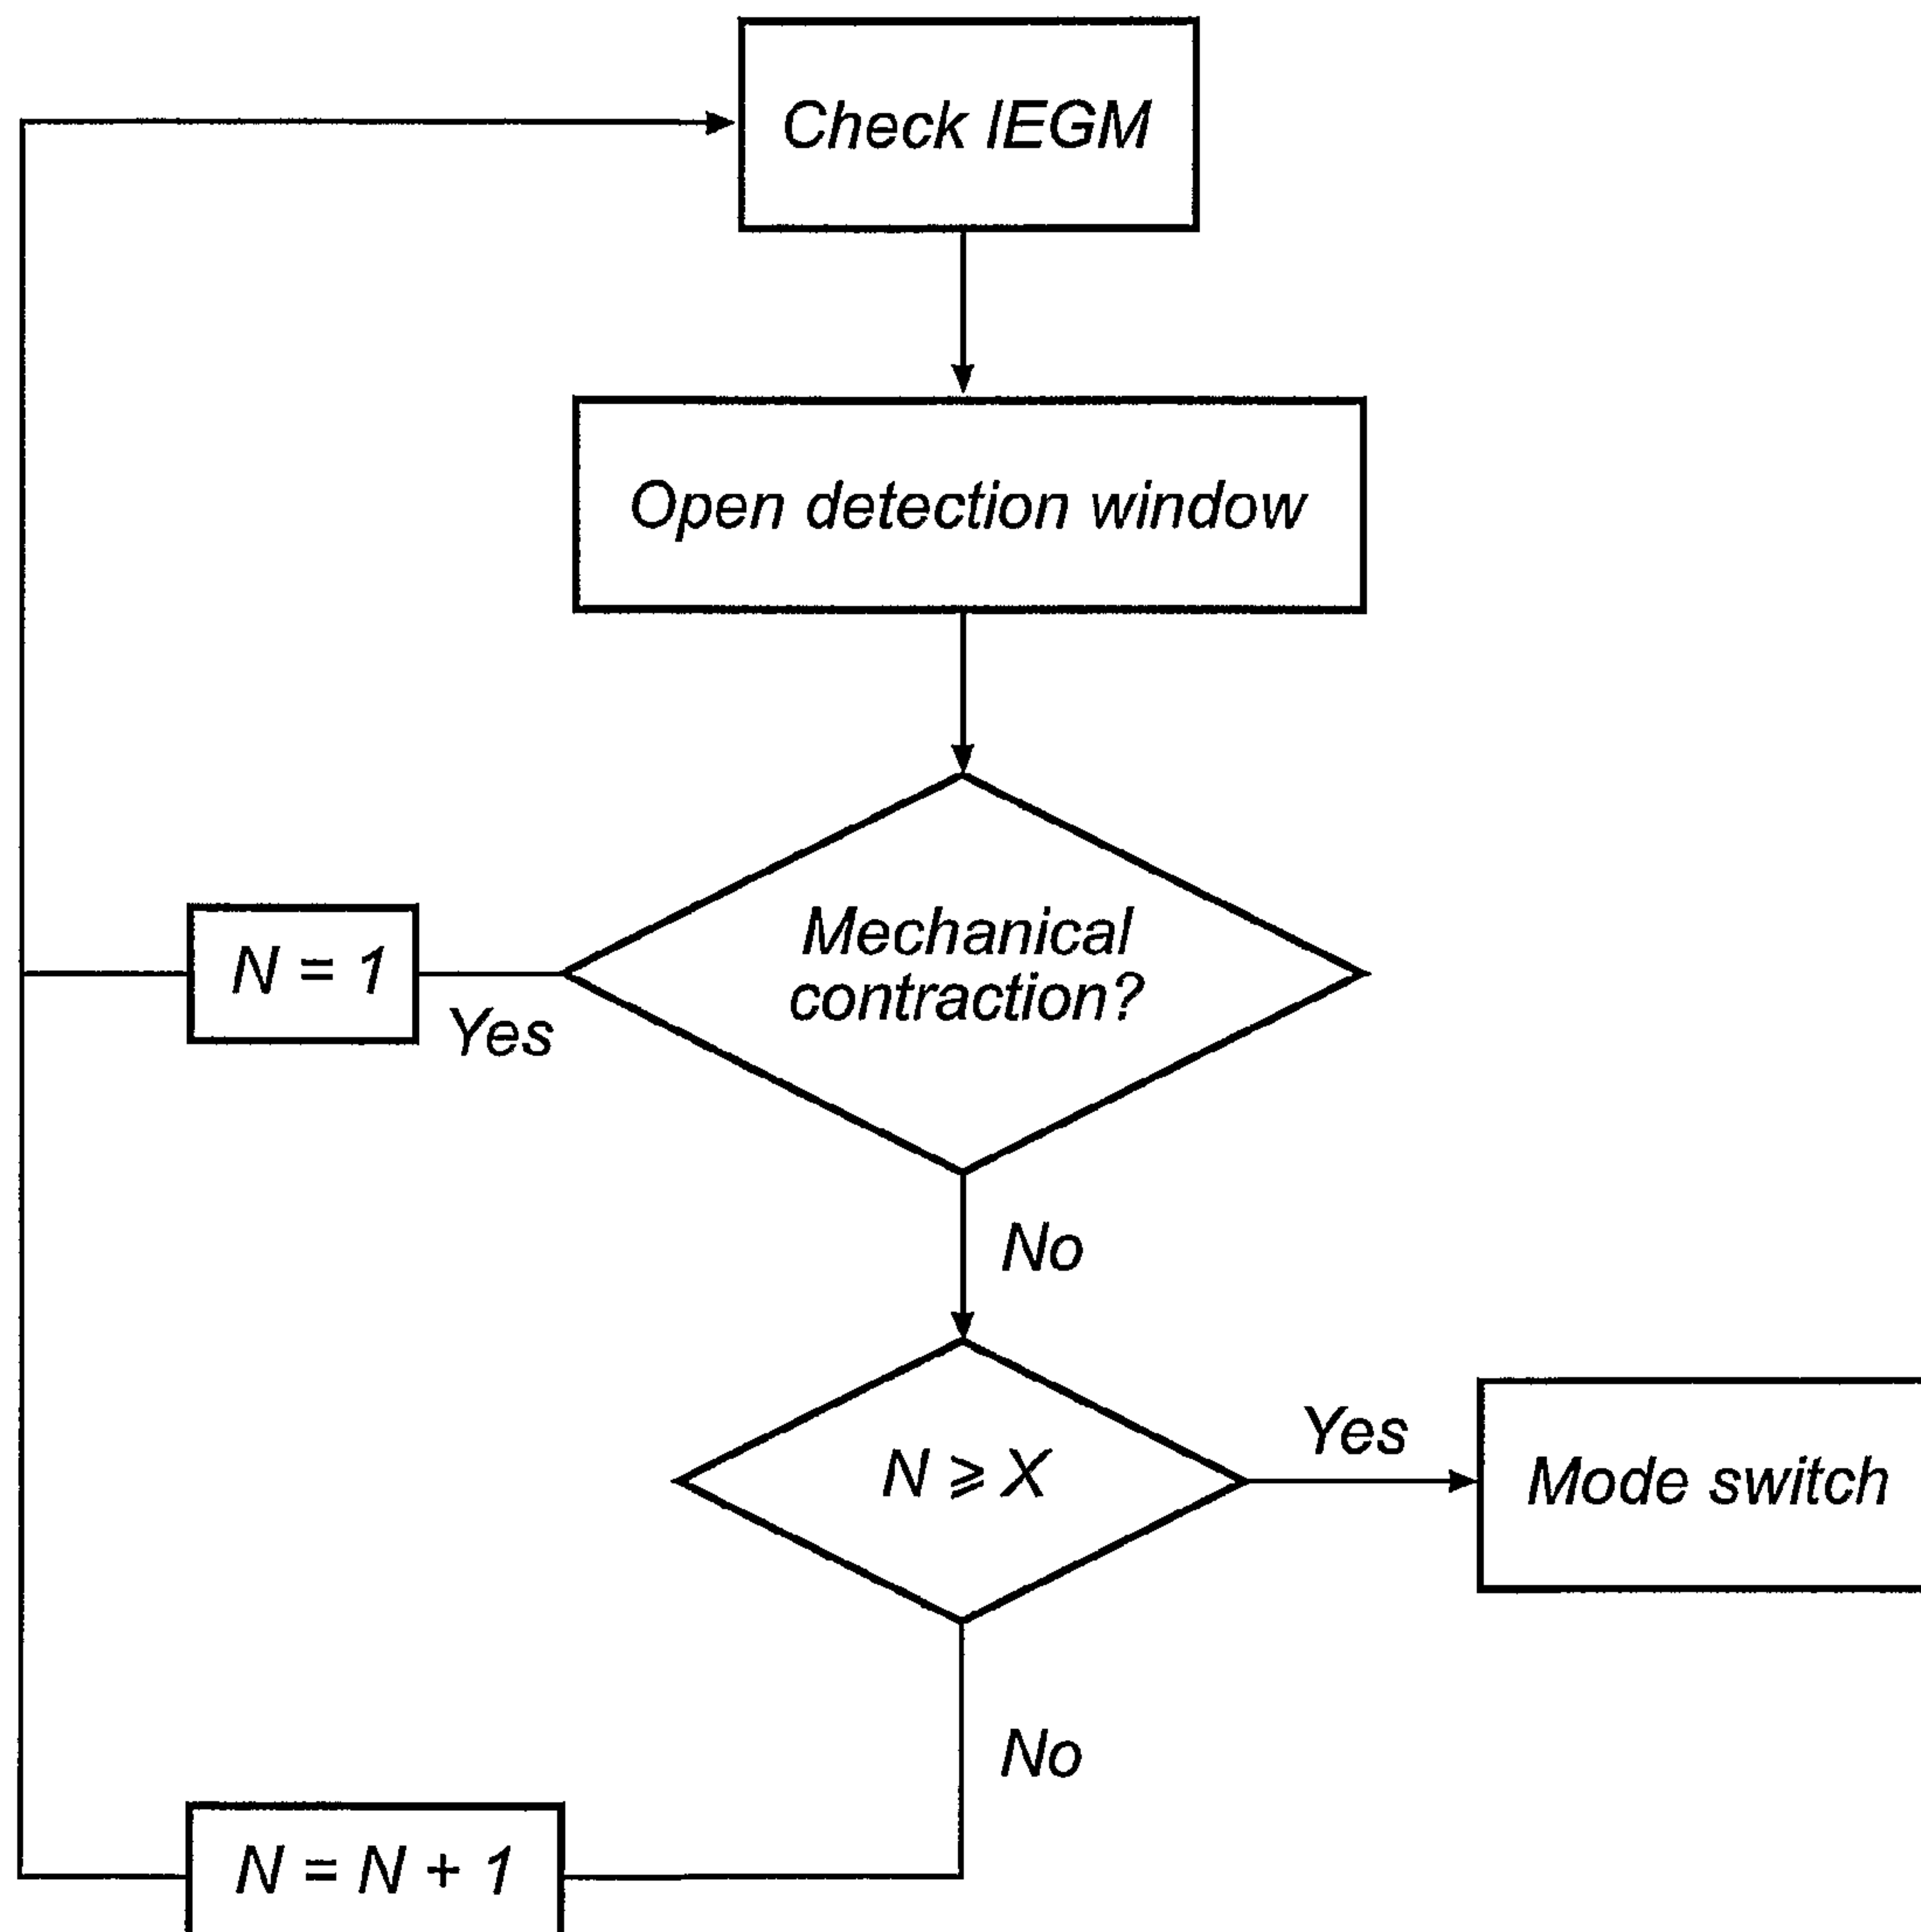 Check IEGM
Open detection window
Mechanical
contraction?
N = 1
Yes
No
N ⩾ X
Yes
Mode switch
No
N = N + 1